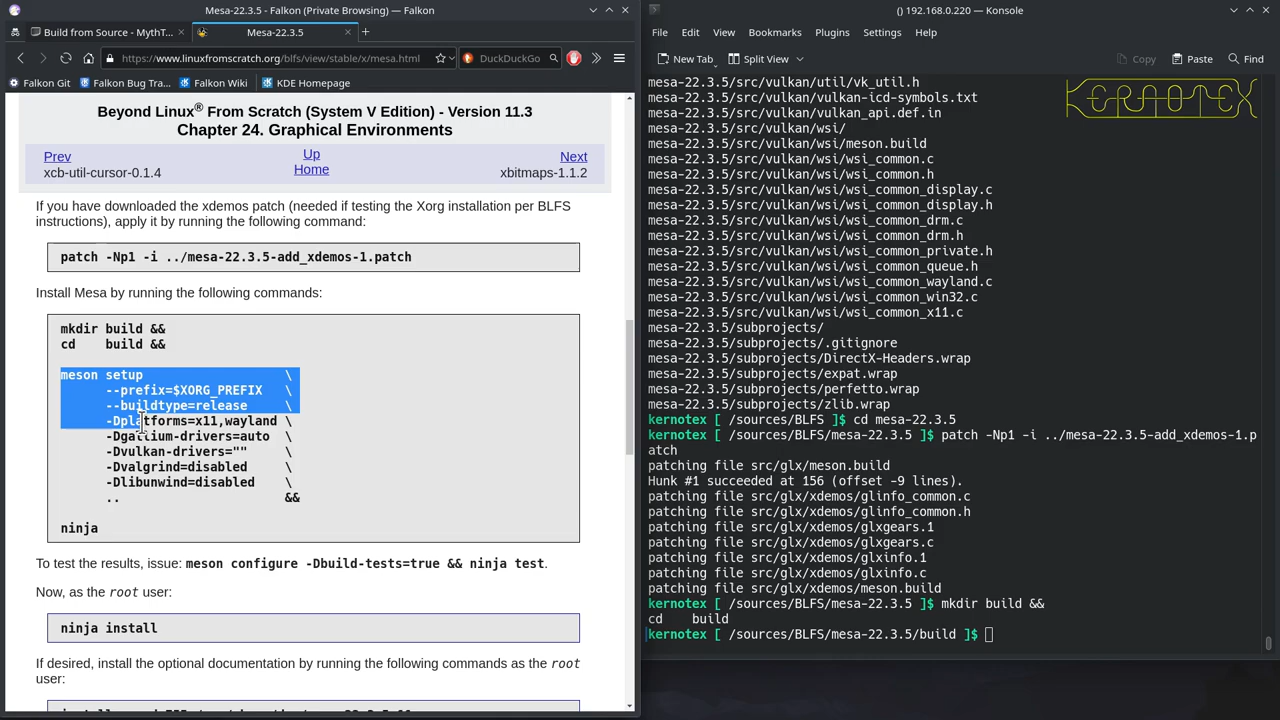 Mesa-22.3.5 - Falkon (Private Browsing) — Falkon
Build from Source - MythT...
Mesa-22.3.5
https://www.linuxfromscratch.org/blfs/view/stable/x/mesa.html
DuckDuckGo
Falkon Git
Falkon Bug Tra...
Falkon Wiki
KDE Homepage
Beyond Linux® From Scratch (System V Edition) - Version 11.3
Chapter 24. Graphical Environments
Prev
Up
Next
xcb-util-cursor-0.1.4
Home
xbitmaps-1.1.2
If you have downloaded the xdemos patch (needed if testing the Xorg installation per BLFS
instructions), apply it by running the following command:
patch -Np1 -i ../mesa-22.3.5-add_xdemos-1.patch
Install Mesa by running the following commands:
mkdir build &&
cd    build &&
meson setup                   \
      --prefix=$XORG_PREFIX   \
      --buildtype=release     \
      -Dplatforms=x11,wayland \
      -Dgallium-drivers=auto  \
      -Dvulkan-drivers=""     \
      -Dvalgrind=disabled     \
      -Dlibunwind=disabled    \
      ..                      &&
ninja
To test the results, issue: meson configure -Dbuild-tests=true && ninja test.
Now, as the root user:
ninja install
If desired, install the optional documentation by running the following commands as the root
user:
() 192.168.0.220 — Konsole
File Edit View Bookmarks Plugins Settings Help
New Tab
Split View
Copy
Paste
Find
KERNOTEX
mesa-22.3.5/src/vulkan/util/vk_util.h
mesa-22.3.5/src/vulkan/vulkan-icd-symbols.txt
mesa-22.3.5/src/vulkan/vulkan_api.def.in
mesa-22.3.5/src/vulkan/wsi/
mesa-22.3.5/src/vulkan/wsi/meson.build
mesa-22.3.5/src/vulkan/wsi/wsi_common.c
mesa-22.3.5/src/vulkan/wsi/wsi_common.h
mesa-22.3.5/src/vulkan/wsi/wsi_common_display.c
mesa-22.3.5/src/vulkan/wsi/wsi_common_display.h
mesa-22.3.5/src/vulkan/wsi/wsi_common_drm.c
mesa-22.3.5/src/vulkan/wsi/wsi_common_drm.h
mesa-22.3.5/src/vulkan/wsi/wsi_common_private.h
mesa-22.3.5/src/vulkan/wsi/wsi_common_queue.h
mesa-22.3.5/src/vulkan/wsi/wsi_common_wayland.c
mesa-22.3.5/src/vulkan/wsi/wsi_common_win32.c
mesa-22.3.5/src/vulkan/wsi/wsi_common_x11.c
mesa-22.3.5/subprojects/
mesa-22.3.5/subprojects/.gitignore
mesa-22.3.5/subprojects/DirectX-Headers.wrap
mesa-22.3.5/subprojects/expat.wrap
mesa-22.3.5/subprojects/perfetto.wrap
mesa-22.3.5/subprojects/zlib.wrap
kernotex [ /sources/BLFS ]$ cd mesa-22.3.5
kernotex [ /sources/BLFS/mesa-22.3.5 ]$ patch -Np1 -i ../mesa-22.3.5-add_xdemos-1.p
atch
patching file src/glx/meson.build
Hunk #1 succeeded at 156 (offset -9 lines).
patching file src/glx/xdemos/glinfo_common.c
patching file src/glx/xdemos/glinfo_common.h
patching file src/glx/xdemos/glxgears.1
patching file src/glx/xdemos/glxgears.c
patching file src/glx/xdemos/glxinfo.1
patching file src/glx/xdemos/glxinfo.c
patching file src/glx/xdemos/meson.build
kernotex [ /sources/BLFS/mesa-22.3.5 ]$ mkdir build &&
cd    build
kernotex [ /sources/BLFS/mesa-22.3.5/build ]$